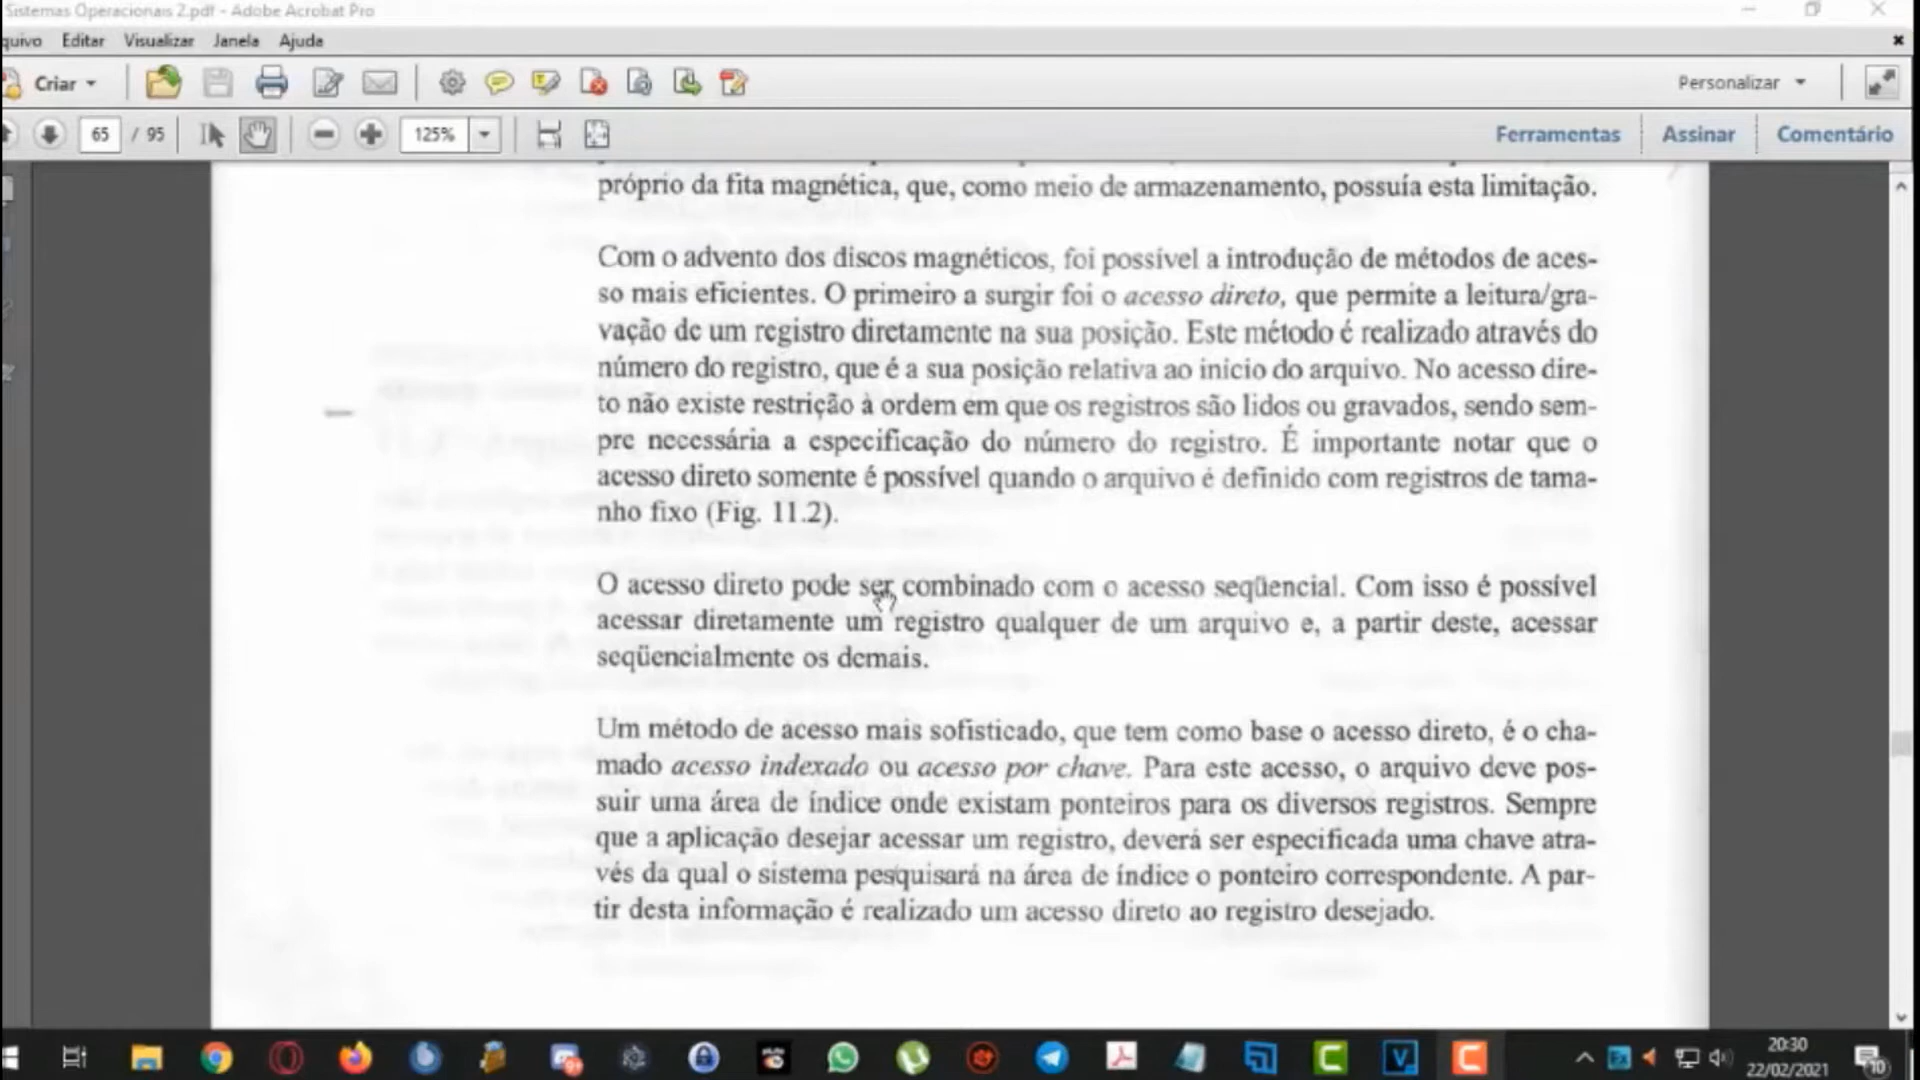 Sistemas Operacionais 2.pdf - Adobe Acrobat Pro
quivo Editar Visualizar Janela Ajuda
Criar
Personalizar
65 / 95
125%
Ferramentas Assinar Comentário
próprio da fita magnética, que, como meio de armazenamento, possuía esta limitação.
Com o advento dos discos magnéticos, foi possível a introdução de métodos de aces-
so mais eficientes. O primeiro a surgir foi o acesso direto, que permite a leitura/gra-
vação de um registro diretamente na sua posição. Este método é realizado através do
número do registro, que é a sua posição relativa ao início do arquivo. No acesso dire-
to não existe restrição à ordem em que os registros são lidos ou gravados, sendo sem-
pre necessária a especificação do número do registro. É importante notar que o
acesso direto somente é possível quando o arquivo é definido com registros de tama-
nho fixo (Fig. 11.2).
O acesso direto pode ser combinado com o acesso seqüencial. Com isso é possível
acessar diretamente um registro qualquer de um arquivo e, a partir deste, acessar
seqüencialmente os demais.
Um método de acesso mais sofisticado, que tem como base o acesso direto, é o cha-
mado acesso indexado ou acesso por chave. Para este acesso, o arquivo deve pos-
suir uma área de índice onde existam ponteiros para os diversos registros. Sempre
que a aplicação desejar acessar um registro, deverá ser especificada uma chave atra-
vés da qual o sistema pesquisará na área de índice o ponteiro correspondente. A par-
tir desta informação é realizado um acesso direto ao registro desejado.
20:30
22/02/2021
10